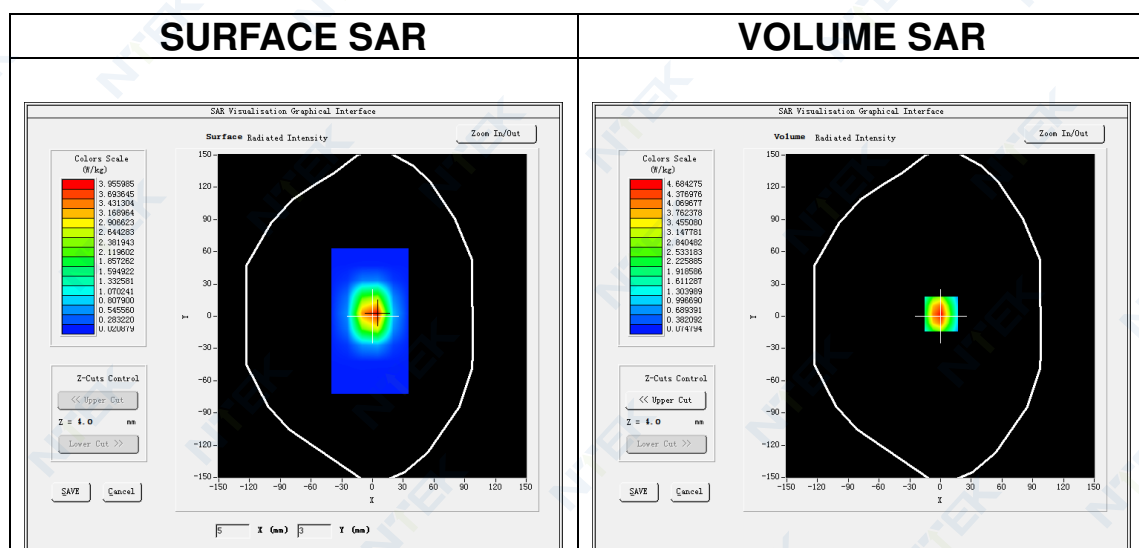 SURFACE SAR
SAR Visualisation Graphical Interface
Surface Radiated Intensity
Zoom In/Out
Colors Scale
(W/kg)
3.955985
3.693645
3.431304
3.168964
2.906623
2.644283
2.381943
2.119602
1.857262
1.594922
1.332581
1.070241
0.807900
0.545560
0.283220
0.020879
150
120
90
60
30
0
-30
-60
-90
-120
-150
Y
-150 -120 -90 -60 -30 0 30 60 90 120 150
X
Z-Cuts Control
<< Upper Cut
Z = 4.0 mm
Lower Cut >>
SAVE Cancel
5 X (mm) 3 Y (mm)
VOLUME SAR
SAR Visualisation Graphical Interface
Volume Radiated Intensity
Zoom In/Out
Colors Scale
(W/kg)
4.684275
4.376976
4.069677
3.762378
3.455080
3.147781
2.840482
2.533183
2.225885
1.918586
1.611287
1.303989
0.996690
0.689391
0.382092
0.074794
150
120
90
60
30
0
-30
-60
-90
-120
-150
Y
-150 -120 -90 -60 -30 0 30 60 90 120 150
X
Z-Cuts Control
<< Upper Cut
Z = 4.0 mm
Lower Cut >>
SAVE Cancel